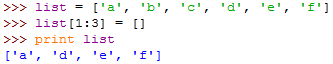 >>> list = ['a', 'b', 'c', 'd', 'e', 'f']
>>> list[1:3] = []
>>> print list
['a', 'd', 'e', 'f']